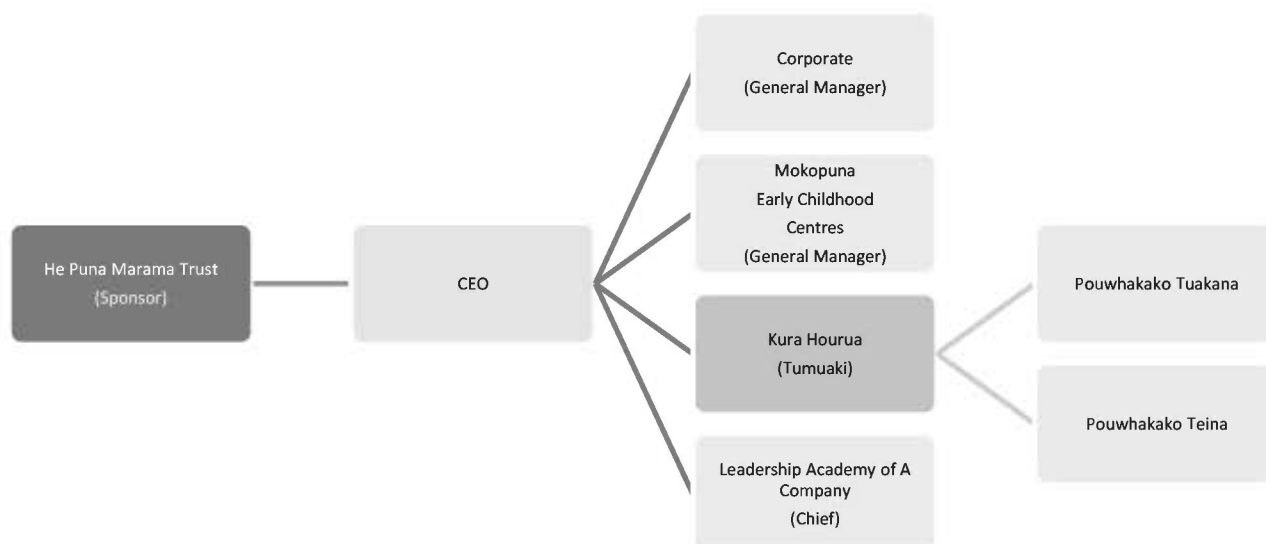 Corporate
(General Manager)
Mokopuna
Early Childhood
Centres
(General Manager)
He Puna Marama Trust
(Sponsor)
CEO
Kura Hourua
(Tumuaki)
Pouwhakako Tuakana
Pouwhakako Teina
Leadership Academy of A
Company
(Chief)